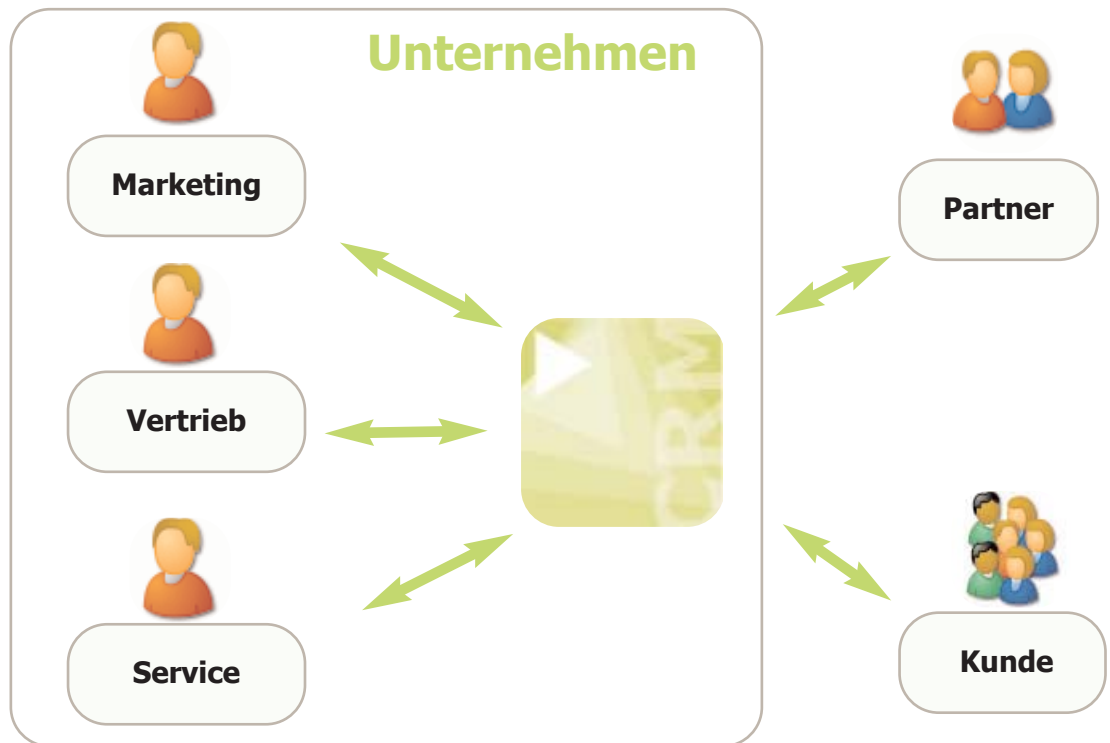 Unternehmen
Marketing
Partner
Vertrieb
CRM
Service
Kunde